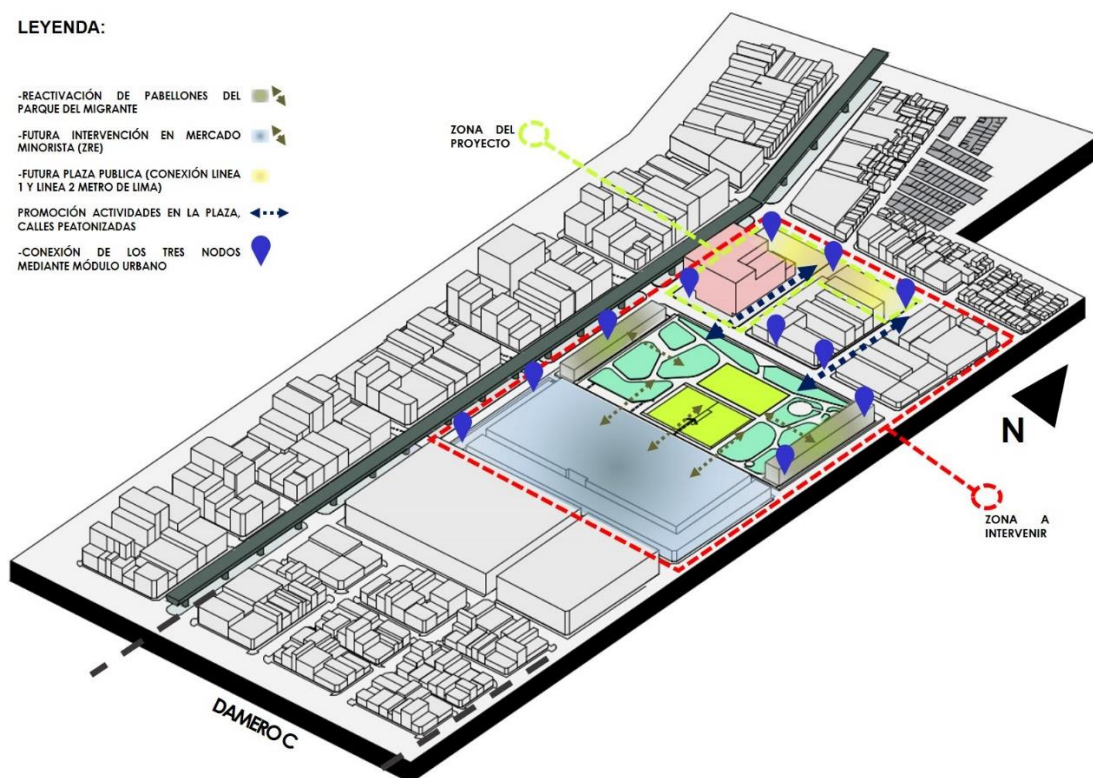 LEYENDA:
-REACTIVACIÓN DE PABELLONES DEL
PARQUE DEL MIGRANTE
-FUTURA INTERVENCIÓN EN MERCADO
MINORISTA (ZRE)
-FUTURA PLAZA PUBLICA (CONEXIÓN LINEA
1 Y LINEA 2 METRO DE LIMA)
PROMOCIÓN ACTIVIDADES EN LA PLAZA,
CALLES PEATONIZADAS
-CONEXIÓN DE LOS TRES NODOS
MEDIANTE MÓDULO URBANO
ZONA DEL
PROYECTO
N
ZONA A
INTERVENIR
DAMERO C